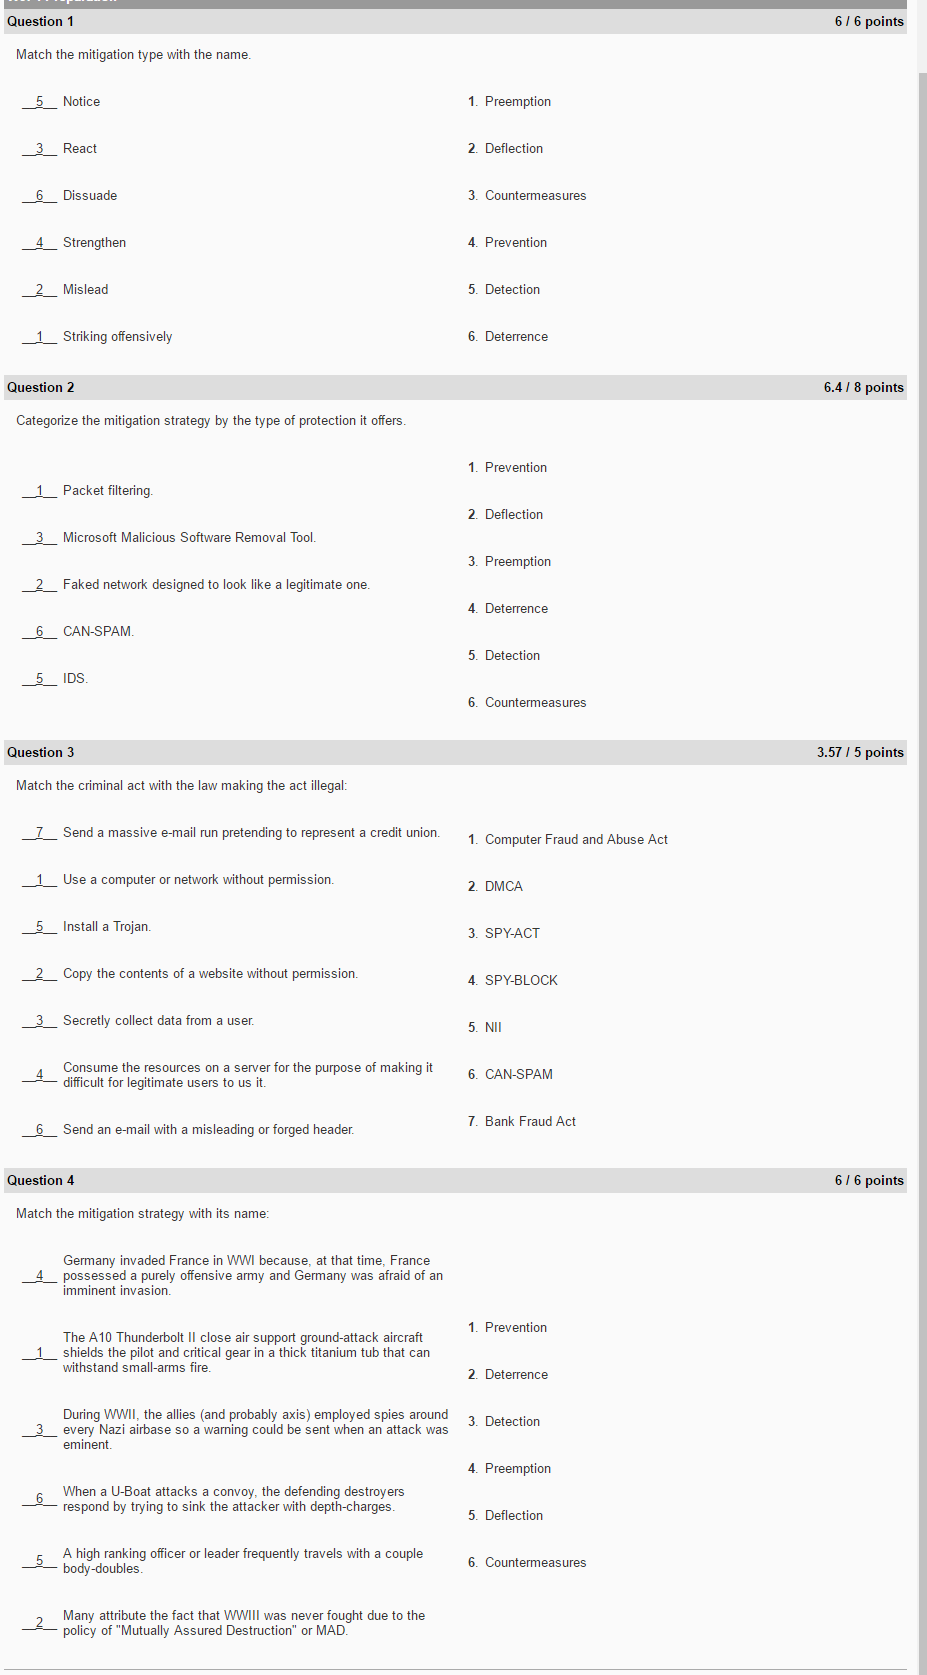 Question 1 6 / 6 points
Match the mitigation type with the name.
__5__ Notice
__3__ React
__6__ Dissuade
__4__ Strengthen
__2__ Mislead
__1__ Striking offensively
1. Preemption
2. Deflection
3. Countermeasures
4. Prevention
5. Detection
6. Deterrence
Question 2 6.4 / 8 points
Categorize the mitigation strategy by the type of protection it offers.
__1__ Packet filtering.
__3__ Microsoft Malicious Software Removal Tool.
__2__ Faked network designed to look like a legitimate one.
__6__ CAN-SPAM.
__5__ IDS.
1. Prevention
2. Deflection
3. Preemption
4. Deterrence
5. Detection
6. Countermeasures
Question 3 3.57 / 5 points
Match the criminal act with the law making the act illegal:
__7__ Send a massive e-mail run pretending to represent a credit union.
__1__ Use a computer or network without permission.
__5__ Install a Trojan.
__2__ Copy the contents of a website without permission.
__3__ Secretly collect data from a user.
__4__ Consume the resources on a server for the purpose of making it
difficult for legitimate users to us it.
__6__ Send an e-mail with a misleading or forged header.
1. Computer Fraud and Abuse Act
2. DMCA
3. SPY-ACT
4. SPY-BLOCK
5. NII
6. CAN-SPAM
7. Bank Fraud Act
Question 4 6 / 6 points
Match the mitigation strategy with its name:
Germany invaded France in WWI because, at that time, France
__4__ possessed a purely offensive army and Germany was afraid of an
imminent invasion.
The A10 Thunderbolt II close air support ground-attack aircraft
__1__ shields the pilot and critical gear in a thick titanium tub that can
withstand small-arms fire.
During WWII, the allies (and probably axis) employed spies around
__3__ every Nazi airbase so a warning could be sent when an attack was
eminent.
__6__ When a U-Boat attacks a convoy, the defending destroyers
respond by trying to sink the attacker with depth-charges.
__5__ A high ranking officer or leader frequently travels with a couple
body-doubles.
__2__ Many attribute the fact that WWIII was never fought due to the
policy of "Mutually Assured Destruction" or MAD.
1. Prevention
2. Deterrence
3. Detection
4. Preemption
5. Deflection
6. Countermeasures